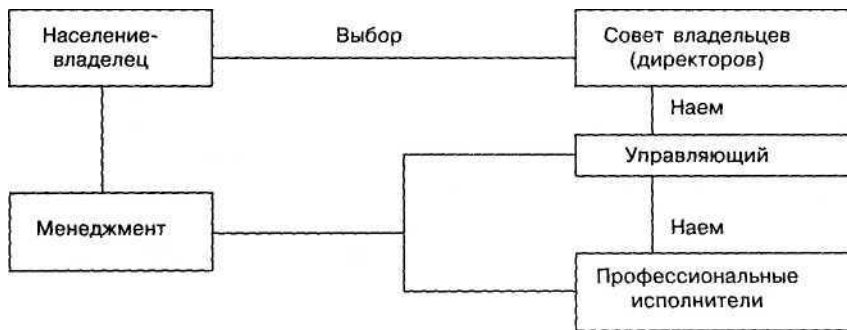 Население-
владелец
Выбор
Совет владельцев
(директоров)
Наем
Управляющий
Менеджмент
Наем
Профессиональные
исполнители